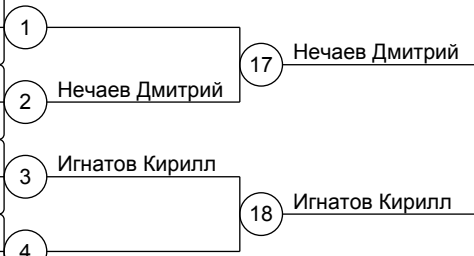 1
17 Нечаев Дмитрий
2 Нечаев Дмитрий
3 Игнатов Кирилл
18 Игнатов Кирилл
4